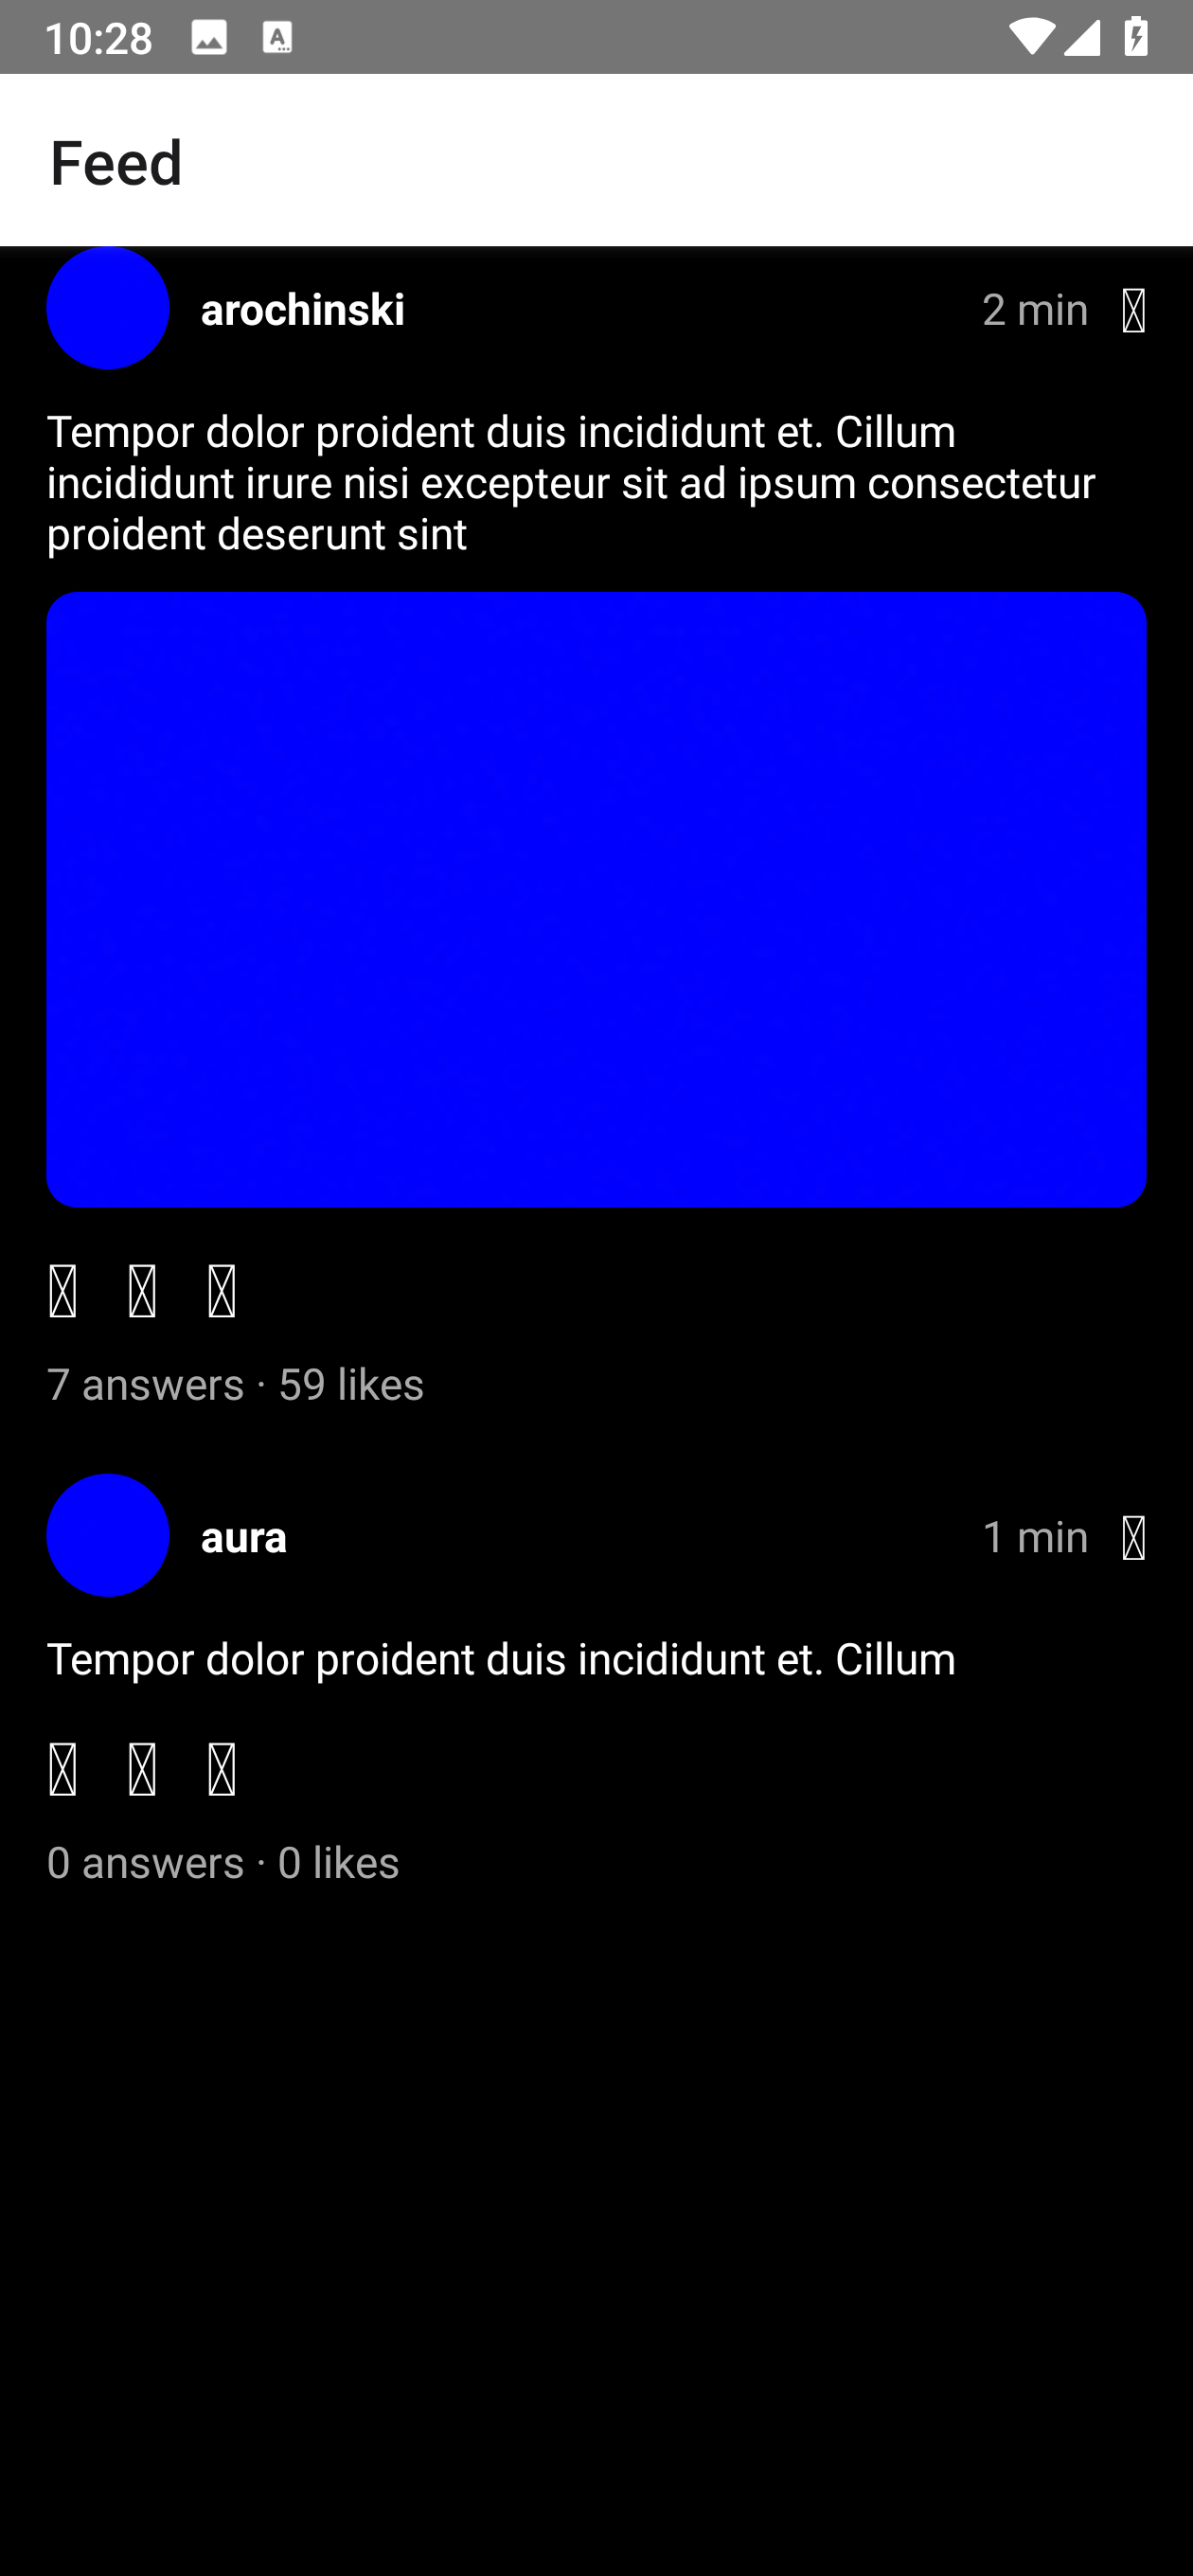 10:28
Feed
arochinski
2 min
Tempor dolor proident duis incididunt et. Cillum
incididunt irure nisi excepteur sit ad ipsum consectetur
proident deserunt sint
7 answers · 59 likes
aura
1 min
Tempor dolor proident duis incididunt et. Cillum
0 answers · 0 likes